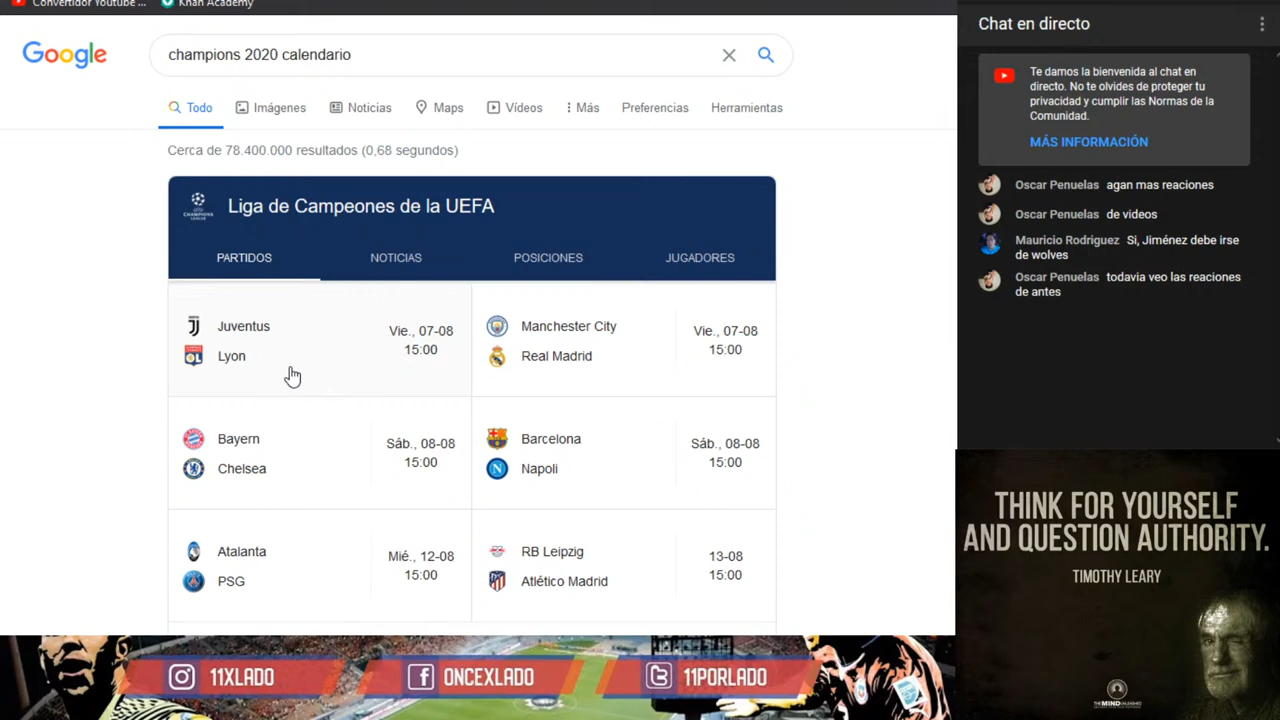 Convertidor Youtube ...
Khan Academy
Google
champions 2020 calendario
Todo
Imágenes
Noticias
Maps
Vídeos
Más
Preferencias
Herramientas
Cerca de 78.400.000 resultados (0,68 segundos)
Liga de Campeones de la UEFA
PARTIDOS
NOTICIAS
POSICIONES
JUGADORES
Juventus
Lyon
Vie., 07-08
15:00
Manchester City
Real Madrid
Vie., 07-08
15:00
Bayern
Chelsea
Sáb., 08-08
15:00
Barcelona
Napoli
Sáb., 08-08
15:00
Atalanta
PSG
Mié., 12-08
15:00
RB Leipzig
Atlético Madrid
13-08
15:00
11XLADO
ONCEXLADO
11PORLADO
Chat en directo
Te damos la bienvenida al chat en
directo. No te olvides de proteger tu
privacidad y cumplir las Normas de la
Comunidad.
MÁS INFORMACIÓN
Oscar Penuelas agan mas reaciones
Oscar Penuelas de videos
Mauricio Rodriguez Si, Jiménez debe irse
de wolves
Oscar Penuelas todavia veo las reaciones
de antes
THINK FOR YOURSELF
AND QUESTION AUTHORITY.
TIMOTHY LEARY
THEMINDUNLEASHED